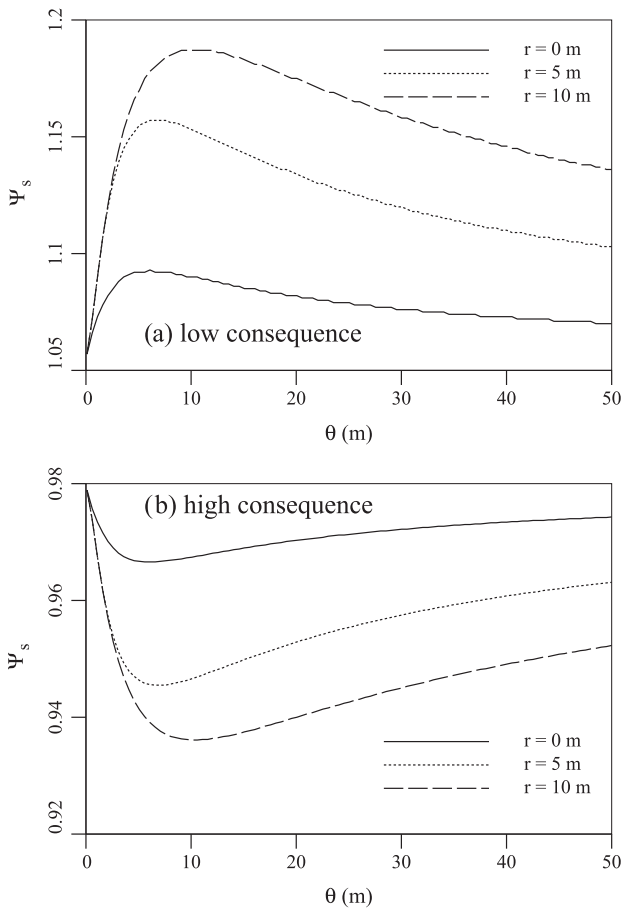 1.2
1.15
1.1
1.05
Ψs
r = 0 m
r = 5 m
r = 10 m
(a) low consequence
0 10 20 30 40 50
θ (m)
0.98
0.96
0.94
0.92
Ψs
(b) high consequence
r = 0 m
r = 5 m
r = 10 m
0 10 20 30 40 50
θ (m)